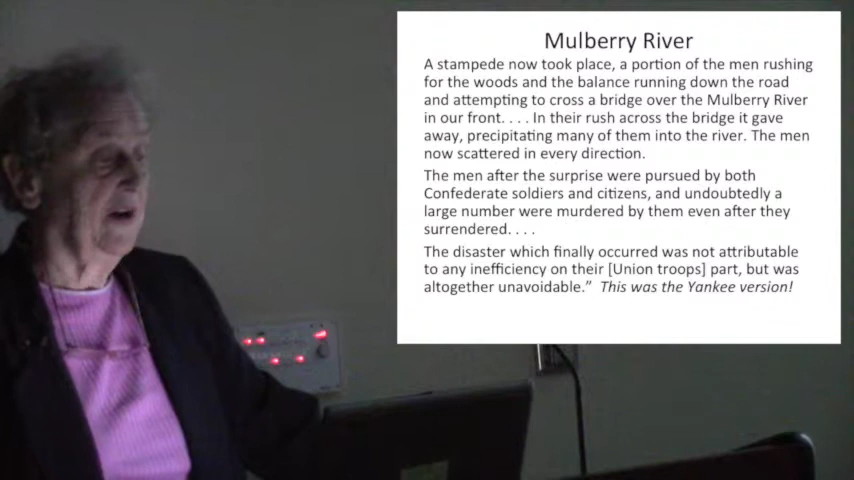 Mulberry River
A stampede now took place, a portion of the men rushing
for the woods and the balance running down the road
and attempting to cross a bridge over the Mulberry River
in our front. . . . In their rush across the bridge it gave
away, precipitating many of them into the river. The men
now scattered in every direction.
The men after the surprise were pursued by both
Confederate soldiers and citizens, and undoubtedly a
large number were murdered by them even after they
surrendered. . . .
The disaster which finally occurred was not attributable
to any inefficiency on their [Union troops] part, but was
altogether unavoidable.” This was the Yankee version!